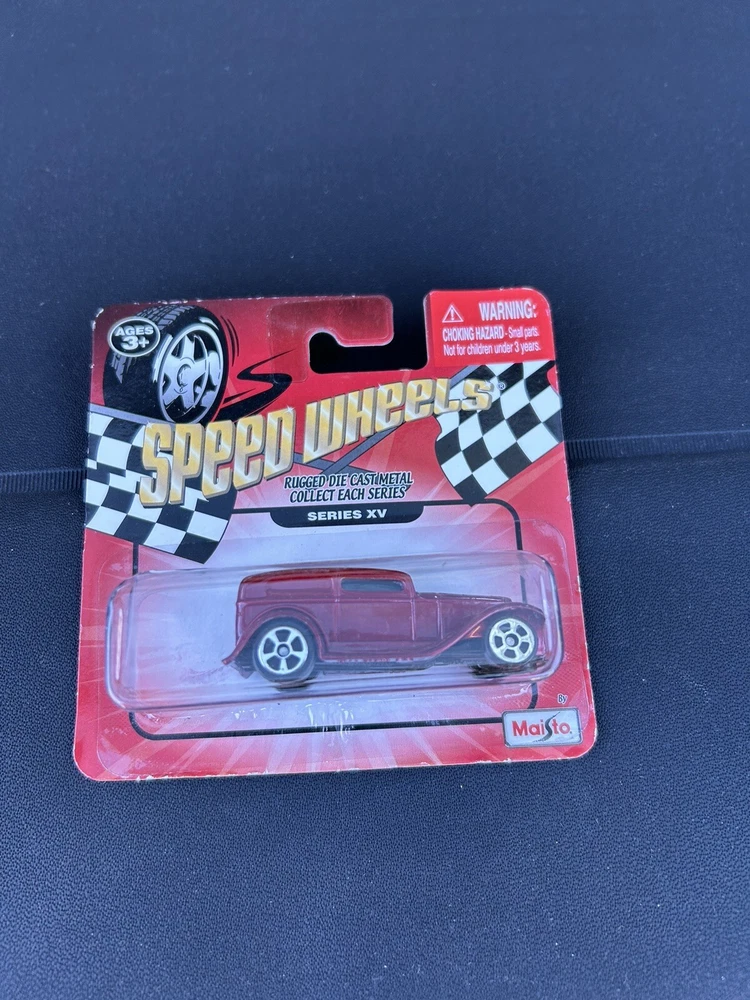 AGES
3+
WARNING:
CHOKING HAZARD - Small parts.
Not for children under 3 years.
SPEED WHEELS®
RUGGED DIE CAST METAL
COLLECT EACH SERIES
SERIES XV
By
Maisto